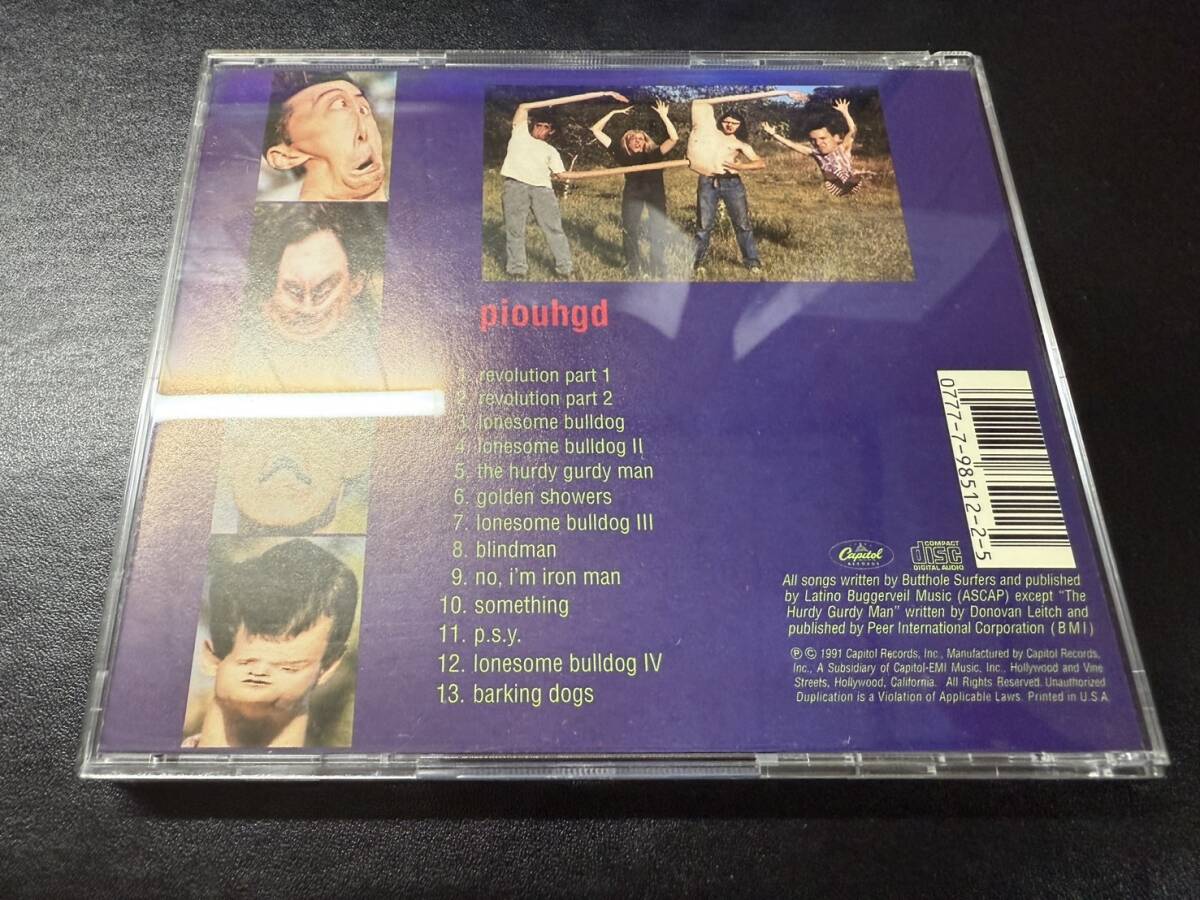 piouhgd
1. revolution part 1
2. revolution part 2
3. lonesome bulldog
4. lonesome bulldog II
5. the hurdy gurdy man
6. golden showers
7. lonesome bulldog III
8. blindman
9. no, i'm iron man
10. something
11. p.s.y.
12. lonesome bulldog IV
13. barking dogs
0777-7-98512-2-5
Capitol
RECORDS
COMPACT
disc
DIGITAL AUDIO
All songs written by Butthole Surfers and published
by Latino Buggerveil Music (ASCAP) except "The
Hurdy Gurdy Man" written by Donovan Leitch and
published by Peer International Corporation (BMI)
℗ © 1991 Capitol Records, Inc., Manufactured by Capitol Records,
Inc., A Subsidiary of Capitol-EMI Music, Inc., Hollywood and Vine
Streets, Hollywood, California. All Rights Reserved. Unauthorized
Duplication is a Violation of Applicable Laws. Printed in U.S.A.